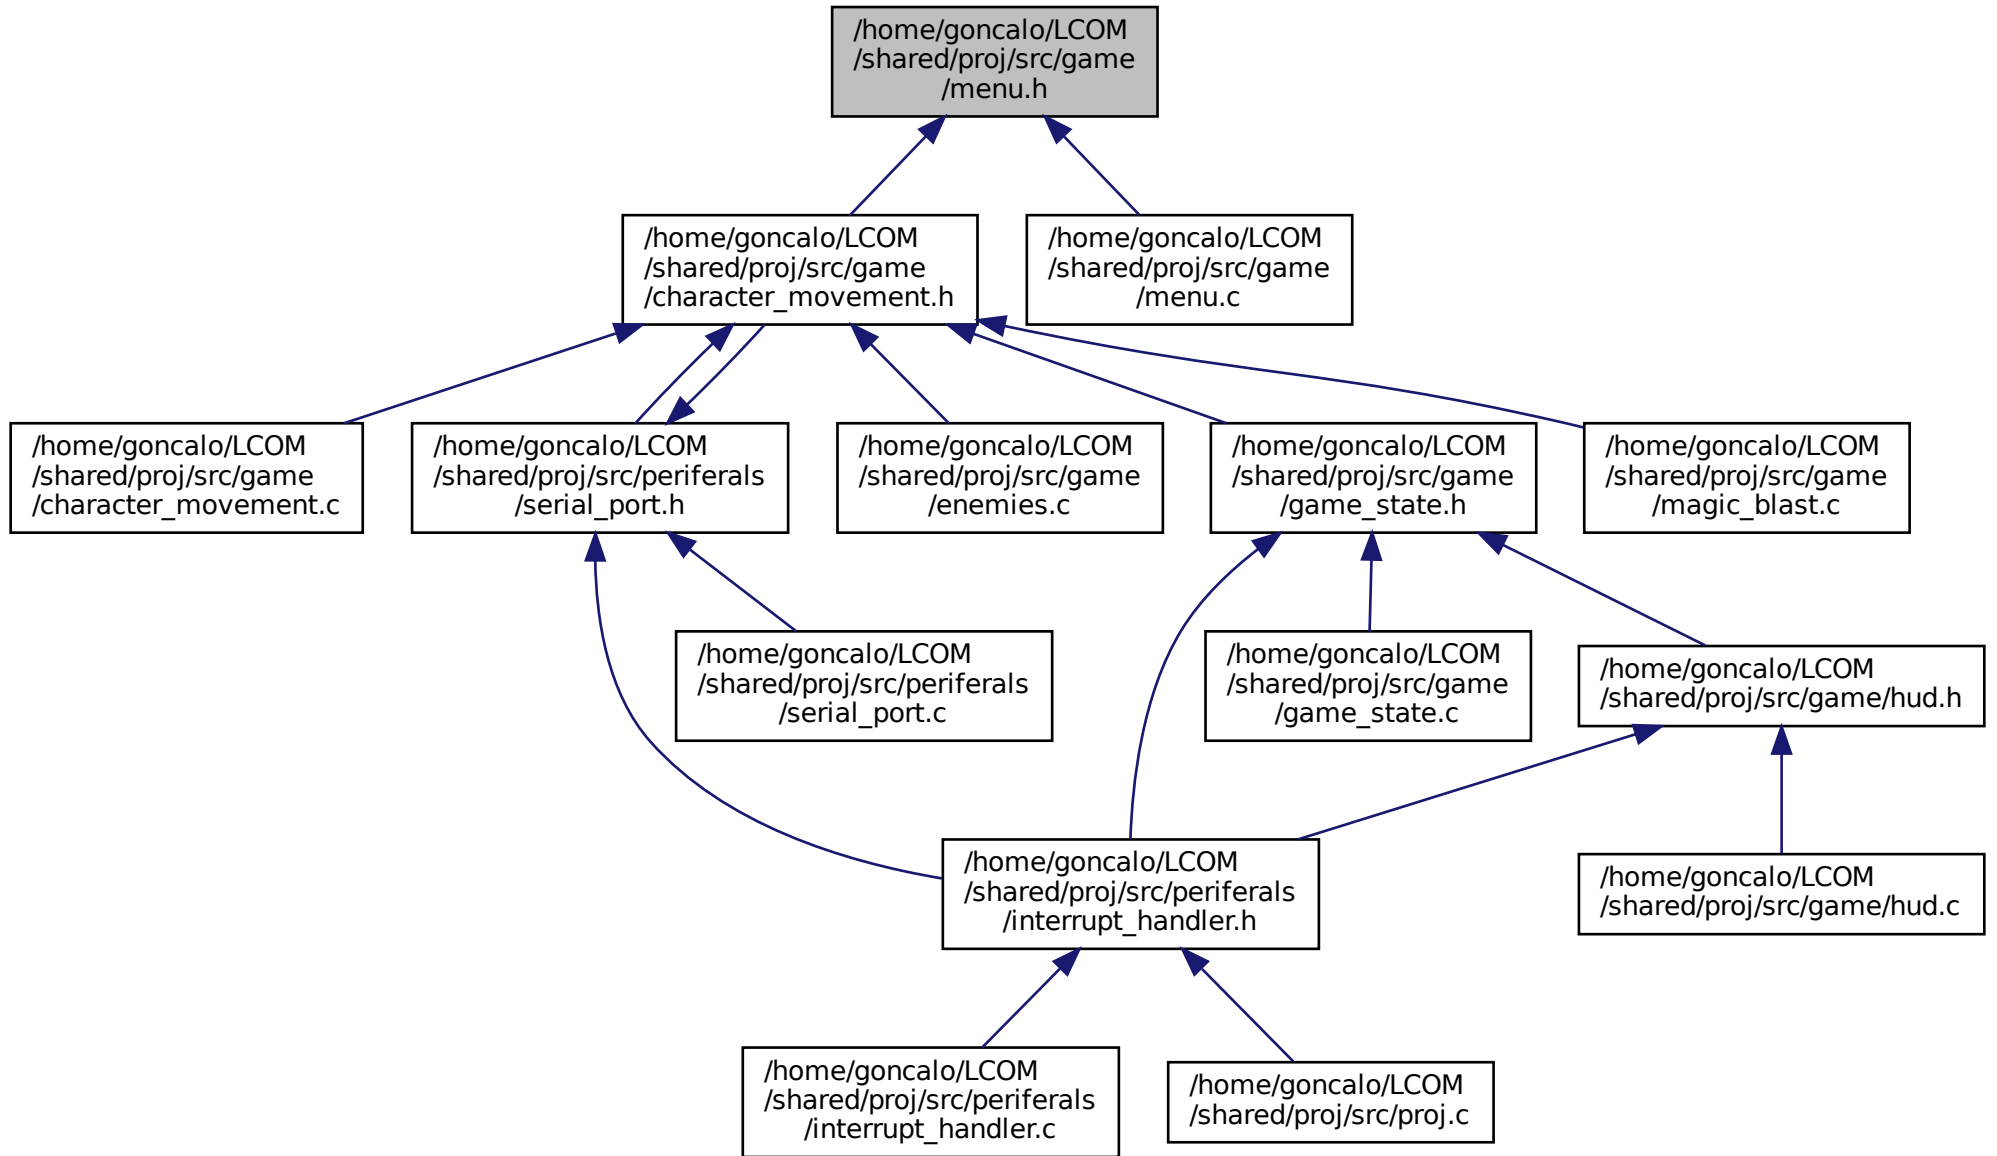 /home/goncalo/LCOM
/shared/proj/src/game
/menu.h
/home/goncalo/LCOM
/shared/proj/src/game
/character_movement.h
/home/goncalo/LCOM
/shared/proj/src/game
/menu.c
/home/goncalo/LCOM
/shared/proj/src/game
/character_movement.c
/home/goncalo/LCOM
/shared/proj/src/periferals
/serial_port.h
/home/goncalo/LCOM
/shared/proj/src/game
/enemies.c
/home/goncalo/LCOM
/shared/proj/src/game
/game_state.h
/home/goncalo/LCOM
/shared/proj/src/game
/magic_blast.c
/home/goncalo/LCOM
/shared/proj/src/periferals
/serial_port.c
/home/goncalo/LCOM
/shared/proj/src/game
/game_state.c
/home/goncalo/LCOM
/shared/proj/src/game/hud.h
/home/goncalo/LCOM
/shared/proj/src/periferals
/interrupt_handler.h
/home/goncalo/LCOM
/shared/proj/src/game/hud.c
/home/goncalo/LCOM
/shared/proj/src/periferals
/interrupt_handler.c
/home/goncalo/LCOM
/shared/proj/src/proj.c